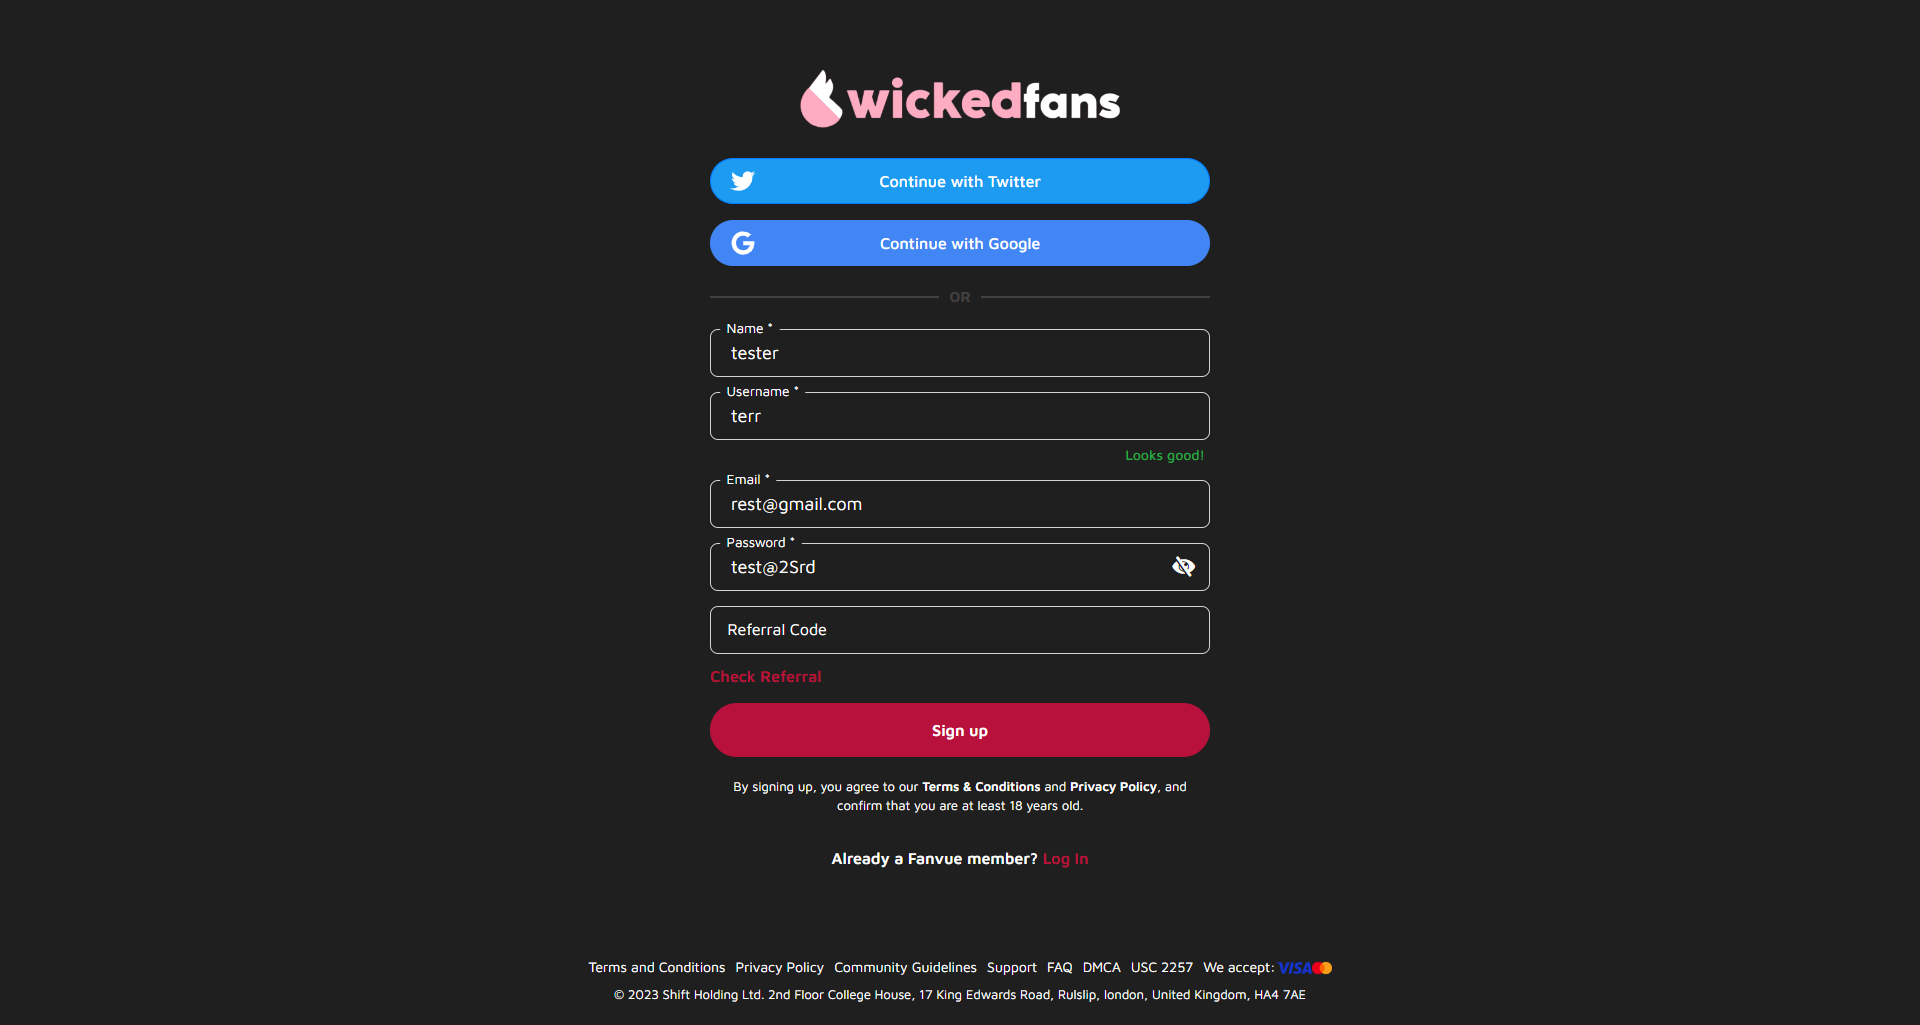 wickedfans
Continue with Twitter
Continue with Google
OR
Name *
tester
Username *
terr
Looks good!
Email *
rest@gmail.com
Password *
test@2Srd
Referral Code
Check Referral
Sign up
By signing up, you agree to our Terms & Conditions and Privacy Policy, and
confirm that you are at least 18 years old.
Already a Fanvue member? Log In
Terms and Conditions Privacy Policy Community Guidelines Support FAQ DMCA USC 2257 We accept: VISA
© 2023 Shift Holding Ltd. 2nd Floor College House, 17 King Edwards Road, Rulslip, london, United Kingdom, HA4 7AE